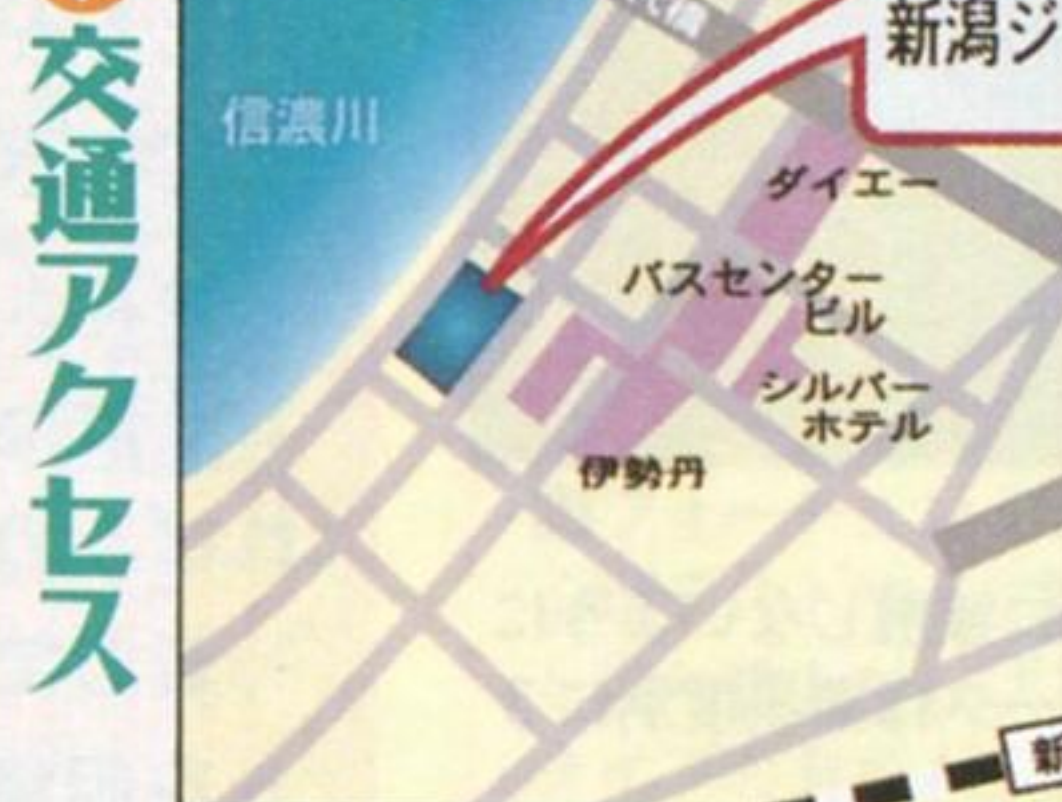 交通アクセス
信濃川
新潟ジ
ダイエー
バスセンター
ビル
シルバー
ホテル
伊勢丹
新